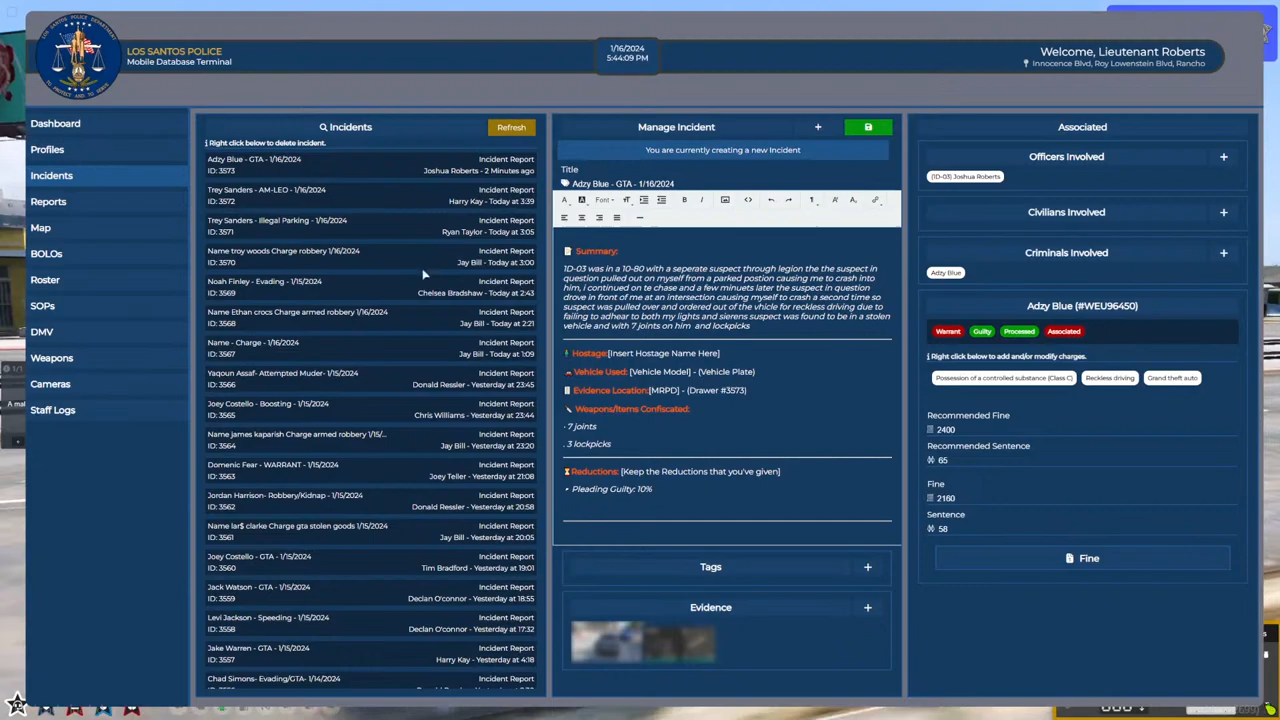 LOS SANTOS POLICE
Mobile Database Terminal
1/16/2024
5:44:09 PM
Welcome, Lieutenant Roberts
Innocence Blvd, Roy Lowenstein Blvd, Rancho
Dashboard
Profiles
Incidents
Reports
Map
BOLOs
Roster
SOPs
DMV
Weapons
Cameras
Staff Logs
Incidents
Refresh
Right click below to delete incident.
Adzy Blue - GTA - 1/16/2024 Incident Report
ID: 3573 Joshua Roberts - 2 Minutes ago
Trey Sanders - AM-LEO - 1/16/2024 Incident Report
ID: 3572 Harry Kay - Today at 3:39
Trey Sanders - Illegal Parking - 1/16/2024 Incident Report
ID: 3571 Ryan Taylor - Today at 3:05
Name troy woods Charge robbery 1/16/2024 Incident Report
ID: 3570 Jay Bill - Today at 3:00
Noah Finley - Evading - 1/16/2024 Incident Report
ID: 3569 Chelsea Bradshaw - Today at 2:43
Name Ethan crocs Charge armed robbery 1/16/2024 Incident Report
ID: 3568 Jay Bill - Today at 2:21
Name - Charge - 1/16/2024 Incident Report
ID: 3567 Jay Bill - Today at 1:09
Yaqoun Assaf- Attempted Muder- 1/15/2024 Incident Report
ID: 3566 Donald Ressler - Yesterday at 23:45
Joey Costello - Boosting - 1/15/2024 Incident Report
ID: 3565 Chris Williams - Yesterday at 23:44
Name james kaparish Charge armed robbery 1/15/... Incident Report
ID: 3564 Jay Bill - Yesterday at 23:20
Domenic Fear - WARRANT - 1/15/2024 Incident Report
ID: 3563 Joey Teller - Yesterday at 21:08
Jordan Harrison- Robbery/Kidnap - 1/15/2024 Incident Report
ID: 3562 Donald Ressler - Yesterday at 20:58
Name lar$ clarke Charge gta stolen goods 1/15/2024 Incident Report
ID: 3561 Jay Bill - Yesterday at 20:05
Joey Costello - GTA - 1/15/2024 Incident Report
ID: 3560 Tim Bradford - Yesterday at 19:01
Jack Watson - GTA - 1/15/2024 Incident Report
ID: 3559 Declan O'connor - Yesterday at 18:55
Levi Jackson - Speeding - 1/15/2024 Incident Report
ID: 3558 Declan O'connor - Yesterday at 17:32
Jake Warren - GTA - 1/15/2024 Incident Report
ID: 3557 Harry Kay - Yesterday at 4:18
Chad Simons- Evading/GTA- 1/14/2024 Incident Report
Manage Incident
You are currently creating a new Incident
Title
Adzy Blue - GTA - 1/16/2024
Font
Summary:
1D-03 was in a 10-80 with a seperate suspect through legion the the suspect in
question pulled out on myself from a parked postion causing me to crash into
him, i continued on te chase and a few minuets later the suspect in question
drove in front of me at an intersection causing myself to crash a second time so
suspect was pulled over and ordered out of the vhicle for reckless driving due to
failing to adhear to both my lights and sierens suspect was found to be in a stolen
vehicle and with 7 joints on him and lockpicks
Hostage:[Insert Hostage Name Here]
Vehicle Used: [Vehicle Model] - (Vehicle Plate)
Evidence Location:[MRPD] - (Drawer #3573)
Weapons/Items Confiscated:
· 7 joints
. 3 lockpicks
Reductions: [Keep the Reductions that you've given]
‣ Pleading Guilty: 10%
Tags
Evidence
Associated
Officers Involved
(1D-03) Joshua Roberts
Civilians Involved
Criminals Involved
Adzy Blue
Adzy Blue (#WEU96450)
Warrant Guilty Processed Associated
Right click below to add and/or modify charges.
Possession of a controlled substance (Class C) Reckless driving Grand theft auto
Recommended Fine
2400
Recommended Sentence
65
Fine
2160
Sentence
58
Fine